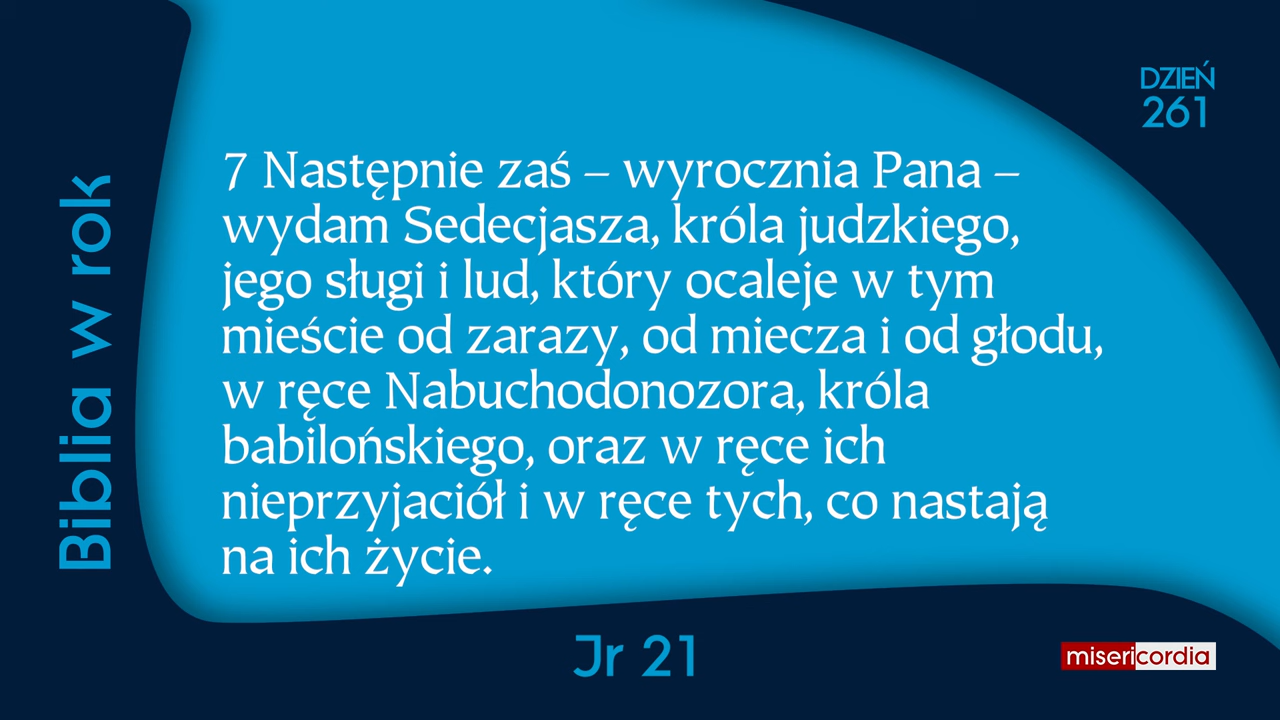 DZIEŃ
261
Biblia w rok
7 Następnie zaś – wyrocznia Pana –
wydam Sedecjasza, króla judzkiego,
jego sługi i lud, który ocaleje w tym
mieście od zarazy, od miecza i od głodu,
w ręce Nabuchodonozora, króla
babilońskiego, oraz w ręce ich
nieprzyjaciół i w ręce tych, co nastają
na ich życie.
Jr 21
misericordia